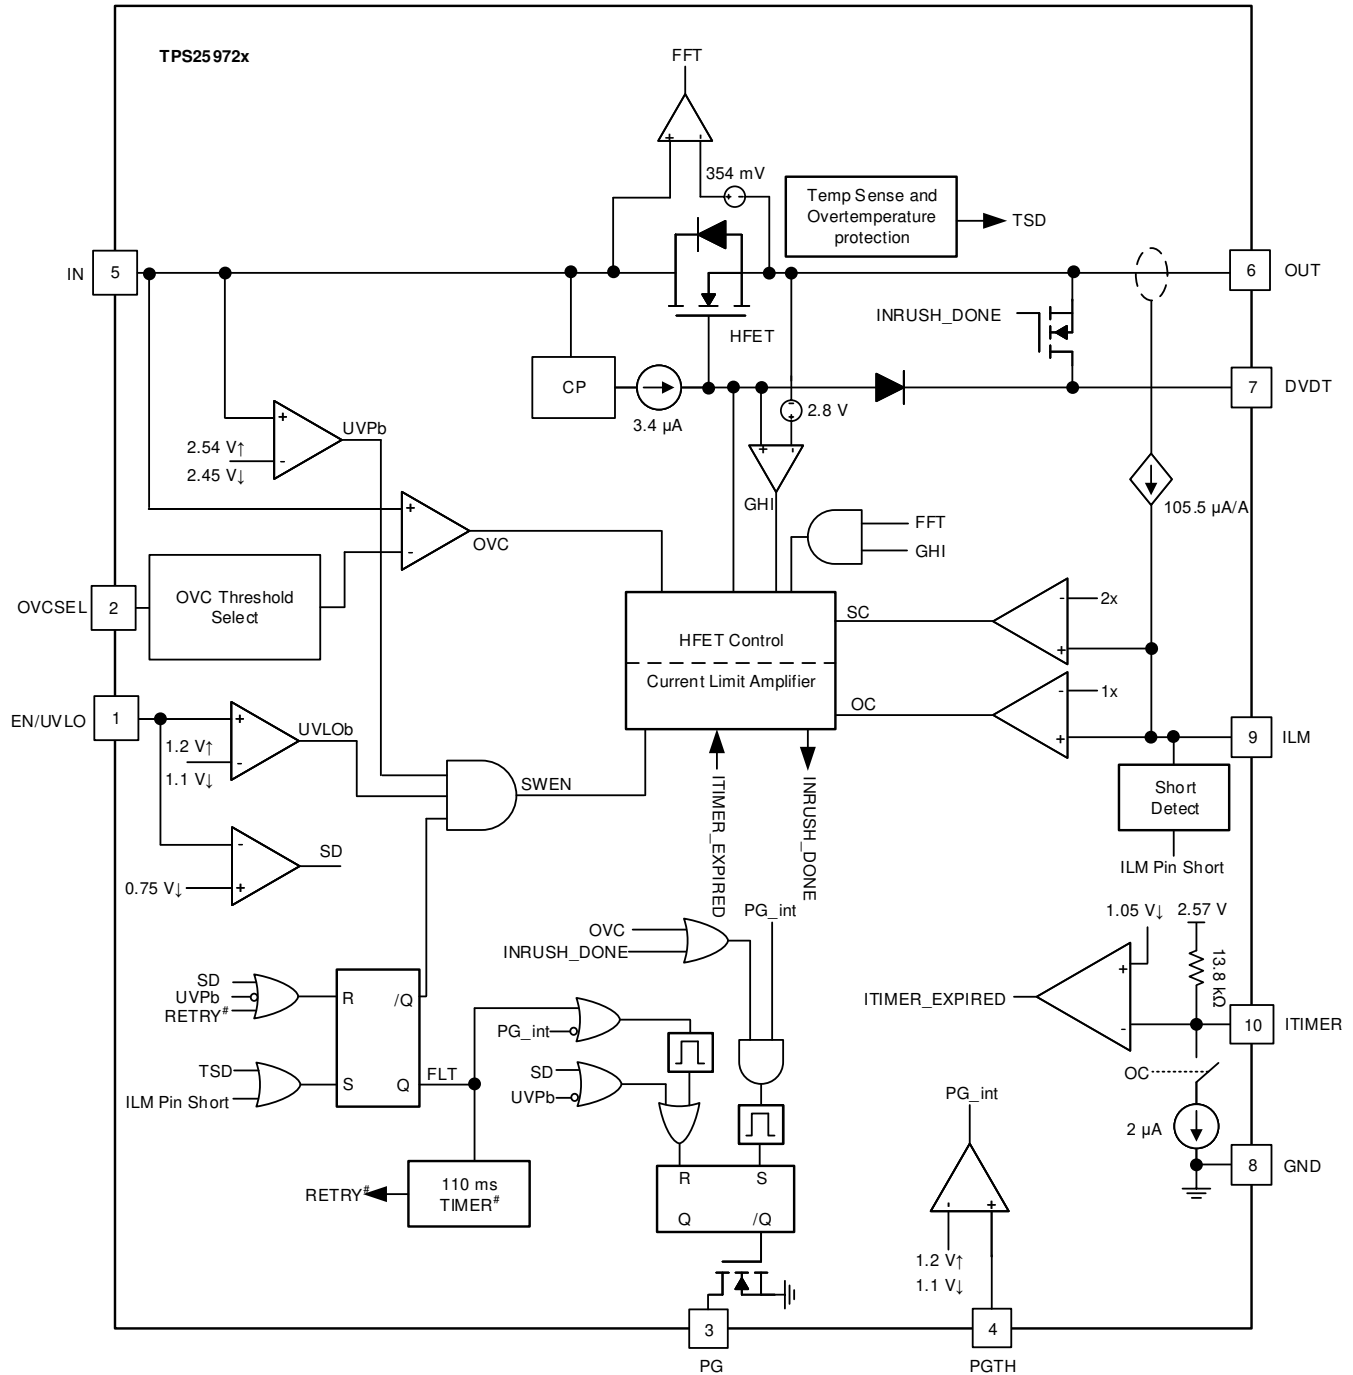 TPS25972x
FFT
354 mV
Temp Sense and
Overtemperature
protection
TSD
IN
5
6
OUT
INRUSH_DONE
HFET
CP
3.4 µA
7
DVDT
2.8 V
+
-
UVPb
2.54 V↑
2.45 V↓
GHI
105.5 µA/A
FFT
GHI
OVC
OVCSEL
2
OVC Threshold
Select
SC
2x
HFET Control
Current Limit Amplifier
OC
1x
EN/UVLO
1
UVLOb
1.2 V↑
1.1 V↓
9
ILM
SWEN
Short
Detect
ILM Pin Short
SD
0.75 V↓
ITIMER_EXPIRED
INRUSH_DONE
PG_int
1.05 V↓
2.57 V
13.8 kΩ
OVC
INRUSH_DONE
SD
UVPb
RETRY#
R
/Q
ITIMER_EXPIRED
10
ITIMER
PG_int
TSD
ILM Pin Short
S
Q
FLT
SD
UVPb
OC
PG_int
2 µA
8
GND
RETRY#
110 ms
TIMER#
R
S
Q
/Q
1.2 V↑
1.1 V↓
3
4
PG
PGTH